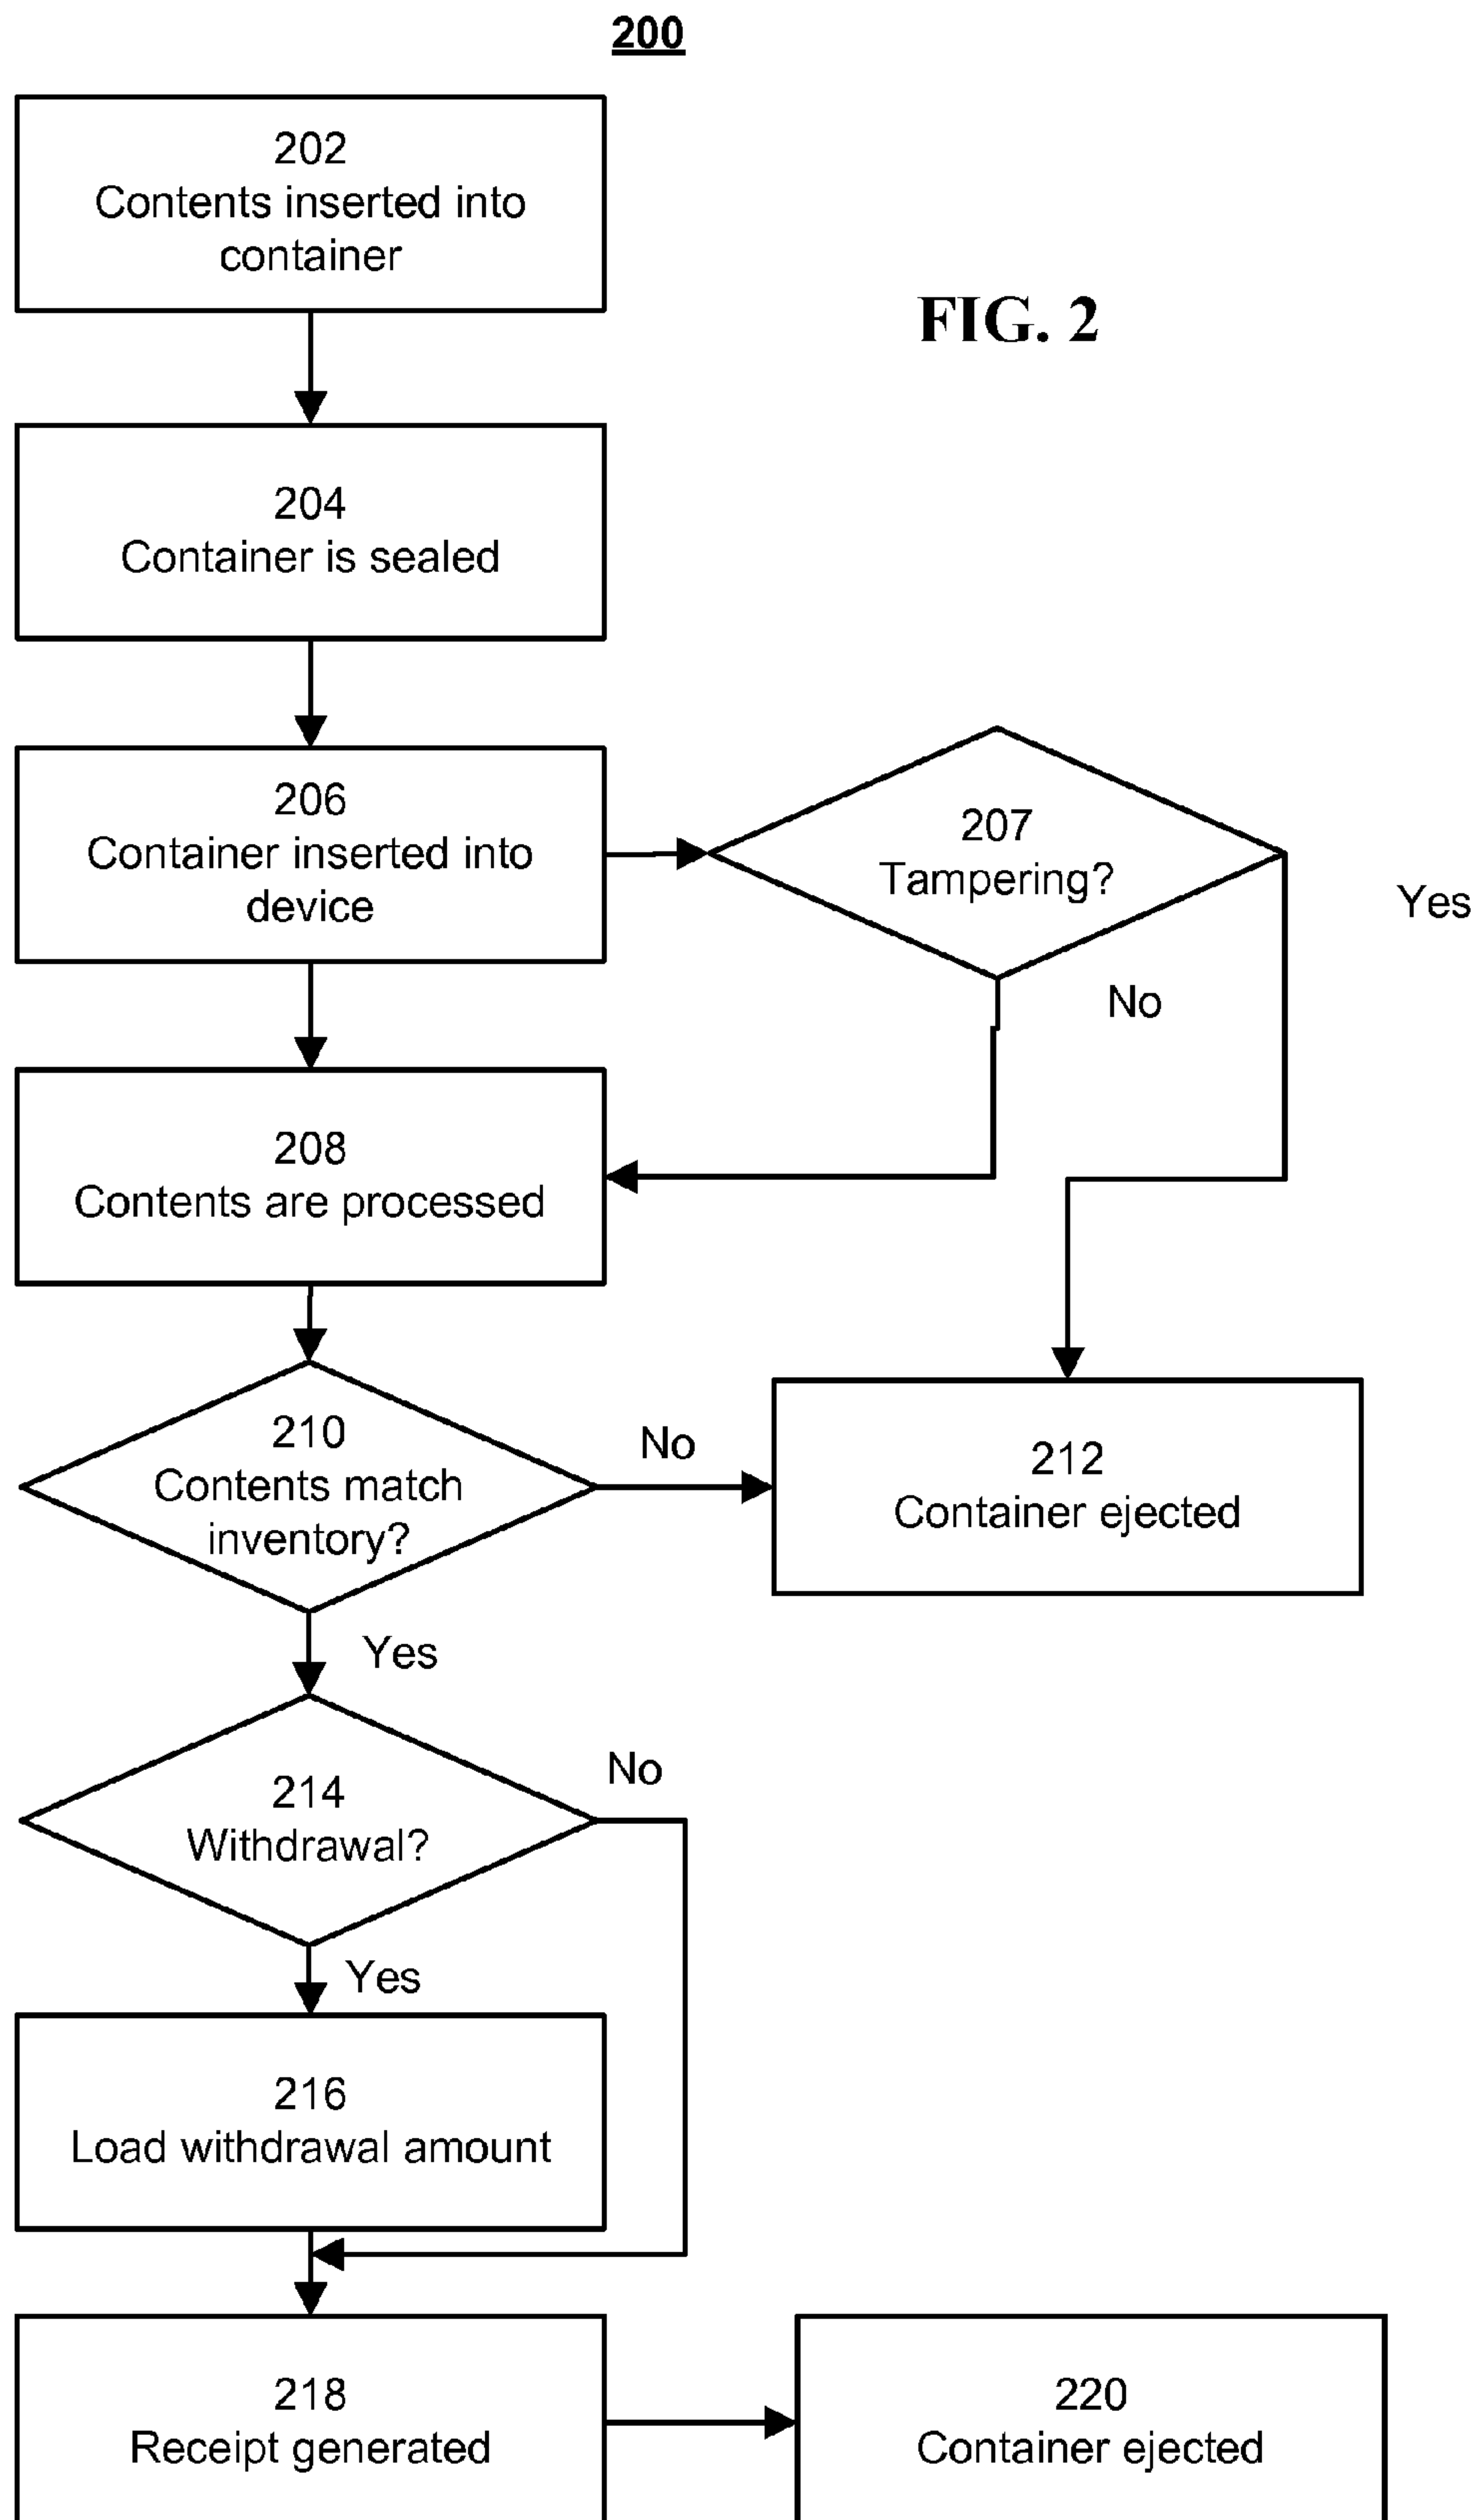 200
202
Contents inserted into
container
FIG. 2
204
Container is sealed
206
Container inserted into
device
207
Tampering?
Yes
No
208
Contents are processed
210
Contents match
inventory?
No
212
Container ejected
Yes
214
Withdrawal?
No
Yes
216
Load withdrawal amount
218
Receipt generated
220
Container ejected